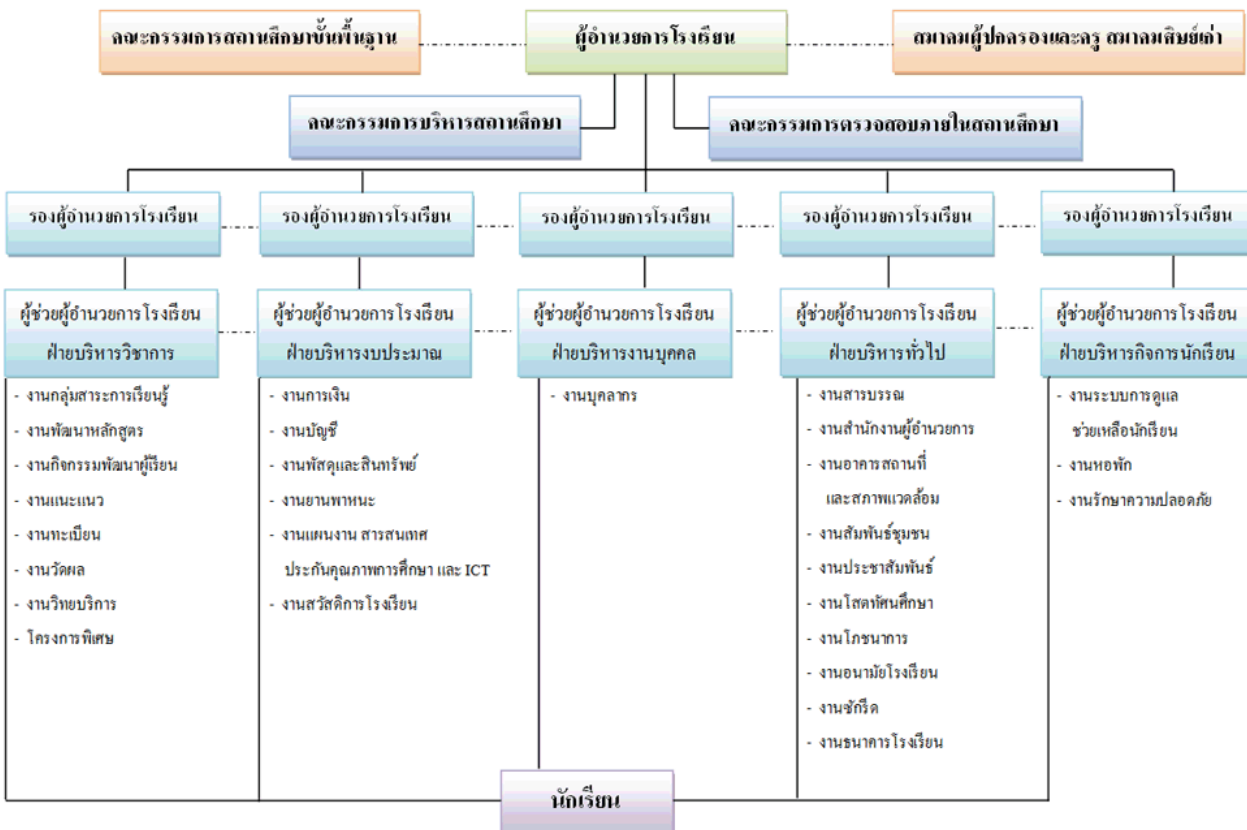 คณะกรรมการสถานศึกษาขั้นพื้นฐาน
ผู้อำนวยการโรงเรียน
สมาคมผู้ปกครองและครู สมาคมศิษย์เก่า
คณะกรรมการบริหารสถานศึกษา
คณะกรรมการตรวจสอบภายในสถานศึกษา
รองผู้อำนวยการโรงเรียน
รองผู้อำนวยการโรงเรียน
รองผู้อำนวยการโรงเรียน
รองผู้อำนวยการโรงเรียน
รองผู้อำนวยการโรงเรียน
ผู้ช่วยผู้อำนวยการโรงเรียน
ฝ่ายบริหารวิชาการ
- งานกลุ่มสาระการเรียนรู้
- งานพัฒนาหลักสูตร
- งานกิจกรรมพัฒนาผู้เรียน
- งานแนะแนว
- งานทะเบียน
- งานวัดผล
- งานวิทยบริการ
- โครงการพิเศษ
ผู้ช่วยผู้อำนวยการโรงเรียน
ฝ่ายบริหารงบประมาณ
- งานการเงิน
- งานบัญชี
- งานพัสดุและสินทรัพย์
- งานยานพาหนะ
- งานแผนงาน สารสนเทศ
ประกันคุณภาพการศึกษา และ ICT
- งานสวัสดิการโรงเรียน
ผู้ช่วยผู้อำนวยการโรงเรียน
ฝ่ายบริหารงานบุคคล
- งานบุคลากร
ผู้ช่วยผู้อำนวยการโรงเรียน
ฝ่ายบริหารทั่วไป
- งานสารบรรณ
- งานสำนักงานผู้อำนวยการ
- งานอาคารสถานที่
และสภาพแวดล้อม
- งานสัมพันธ์ชุมชน
- งานประชาสัมพันธ์
- งานโสตทัศนศึกษา
- งานโภชนาการ
- งานอนามัยโรงเรียน
- งานซักรีด
- งานธนาคารโรงเรียน
ผู้ช่วยผู้อำนวยการโรงเรียน
ฝ่ายบริหารกิจการนักเรียน
- งานระบบการดูแล
ช่วยเหลือนักเรียน
- งานหอพัก
- งานรักษาความปลอดภัย
นักเรียน